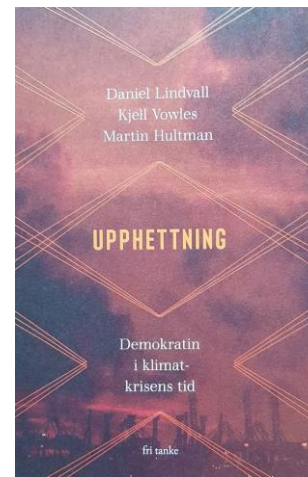 Daniel Lindvall
Kjell Vowles
Martin Hultman
UPPHETTNING
Demokratin
i klimat-
krisens tid
fri tanke